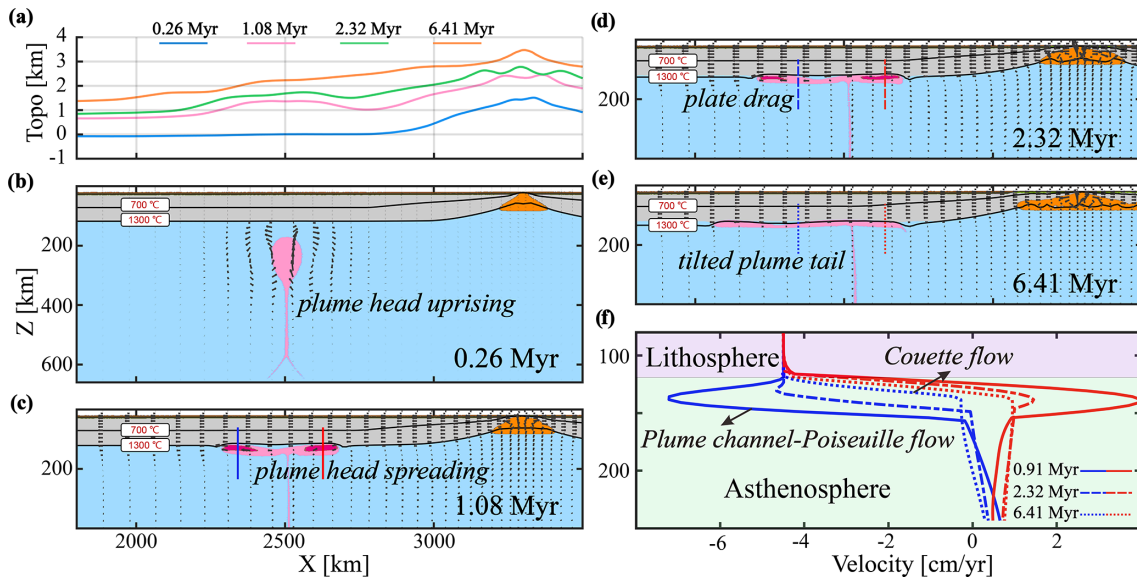 (a)
0.26 Myr 1.08 Myr 2.32 Myr 6.41 Myr
Topo [km]
4
3
2
1
0
-1
(b)
700 ℃
1300 ℃
plume head uprising
0.26 Myr
Z [km]
200
400
600
(c)
700 ℃
1300 ℃
plume head spreading
1.08 Myr
200
2000 2500 3000
X [km]
(d)
700 ℃
1300 ℃
plate drag
2.32 Myr
200
(e)
700 ℃
1300 ℃
tilted plume tail
6.41 Myr
200
(f)
Lithosphere
Couette flow
Plume channel-Poiseuille flow
Asthenosphere
0.91 Myr
2.32 Myr
6.41 Myr
100
200
-6 -4 -2 0 2
Velocity [cm/yr]